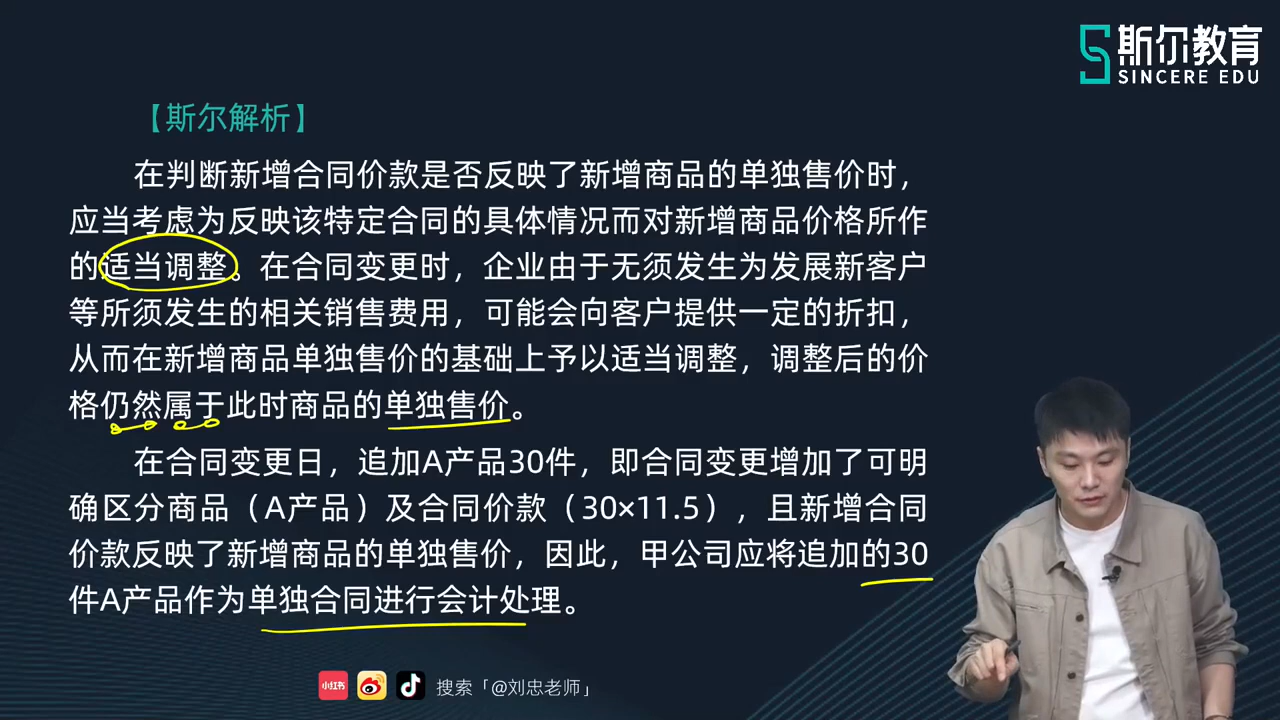 斯尔教育
SINCERE EDU
【斯尔解析】
在判断新增合同价款是否反映了新增商品的单独售价时，
应当考虑为反映该特定合同的具体情况而对新增商品价格所作
的适当调整。在合同变更时，企业由于无须发生为发展新客户
等所须发生的相关销售费用，可能会向客户提供一定的折扣，
从而在新增商品单独售价的基础上予以适当调整，调整后的价
格仍然属于此时商品的单独售价。
在合同变更日，追加A产品30件，即合同变更增加了可明
确区分商品（A产品）及合同价款（30×11.5），且新增合同
价款反映了新增商品的单独售价，因此，甲公司应将追加的30
件A产品作为单独合同进行会计处理。
小红书
搜索「@刘忠老师」